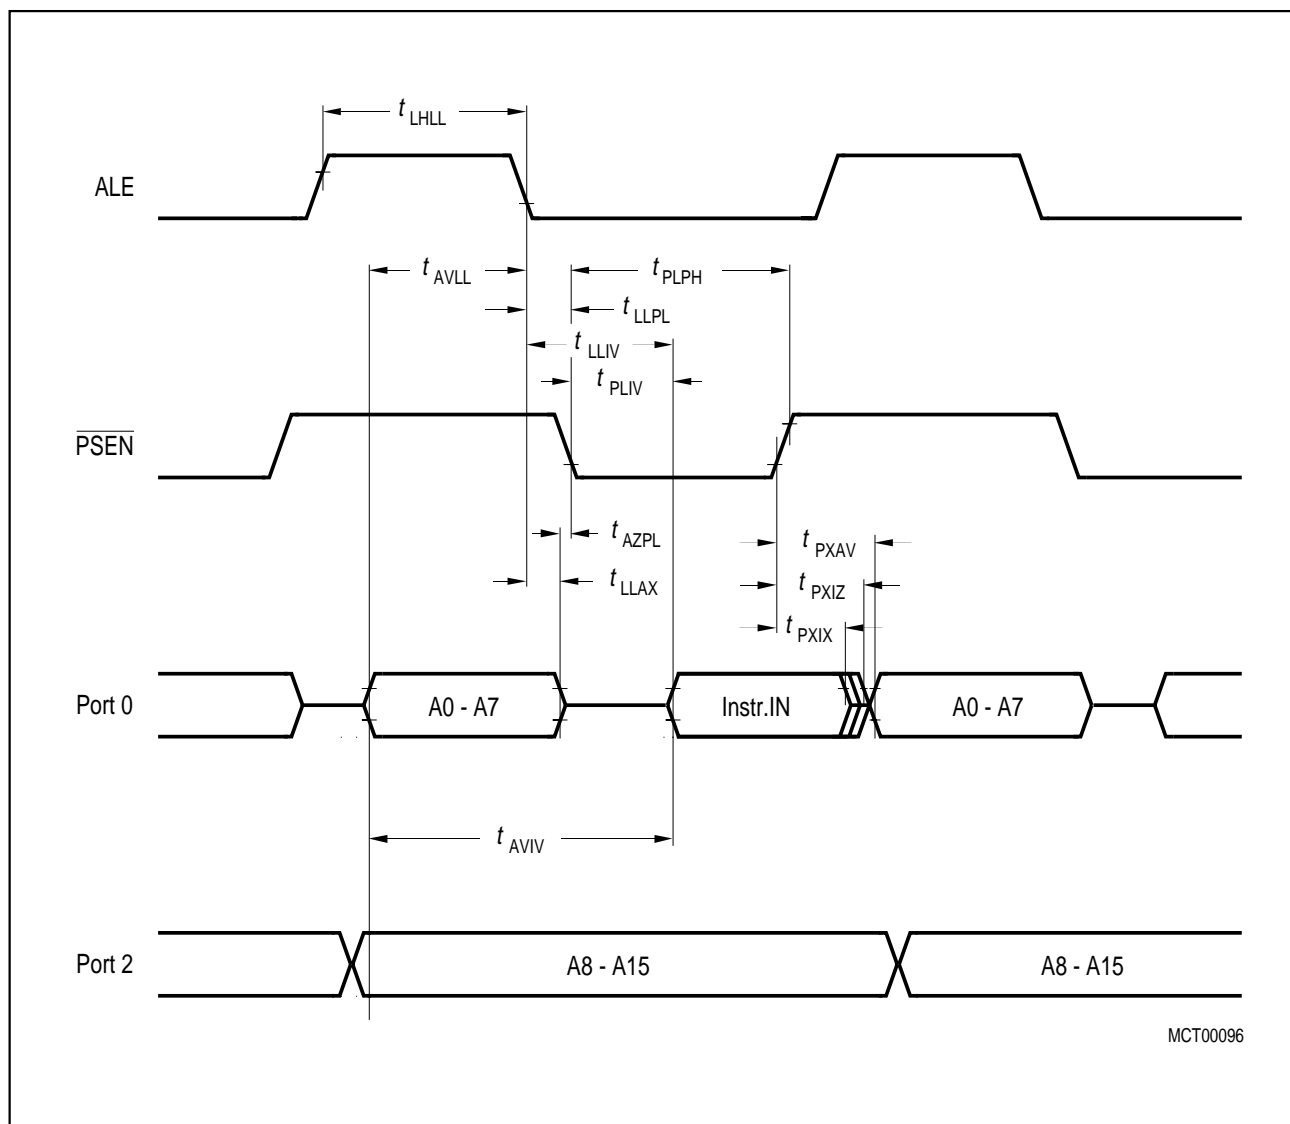 t LHLL
ALE
t AVLL
t PLPH
t LLPL
t LLIV
t PLIV
PSEN
t AZPL
t PXAV
t LLAX
t PXIZ
t PXIX
Port 0
A0 - A7
Instr.IN
A0 - A7
t AVIV
Port 2
A8 - A15
A8 - A15
MCT00096